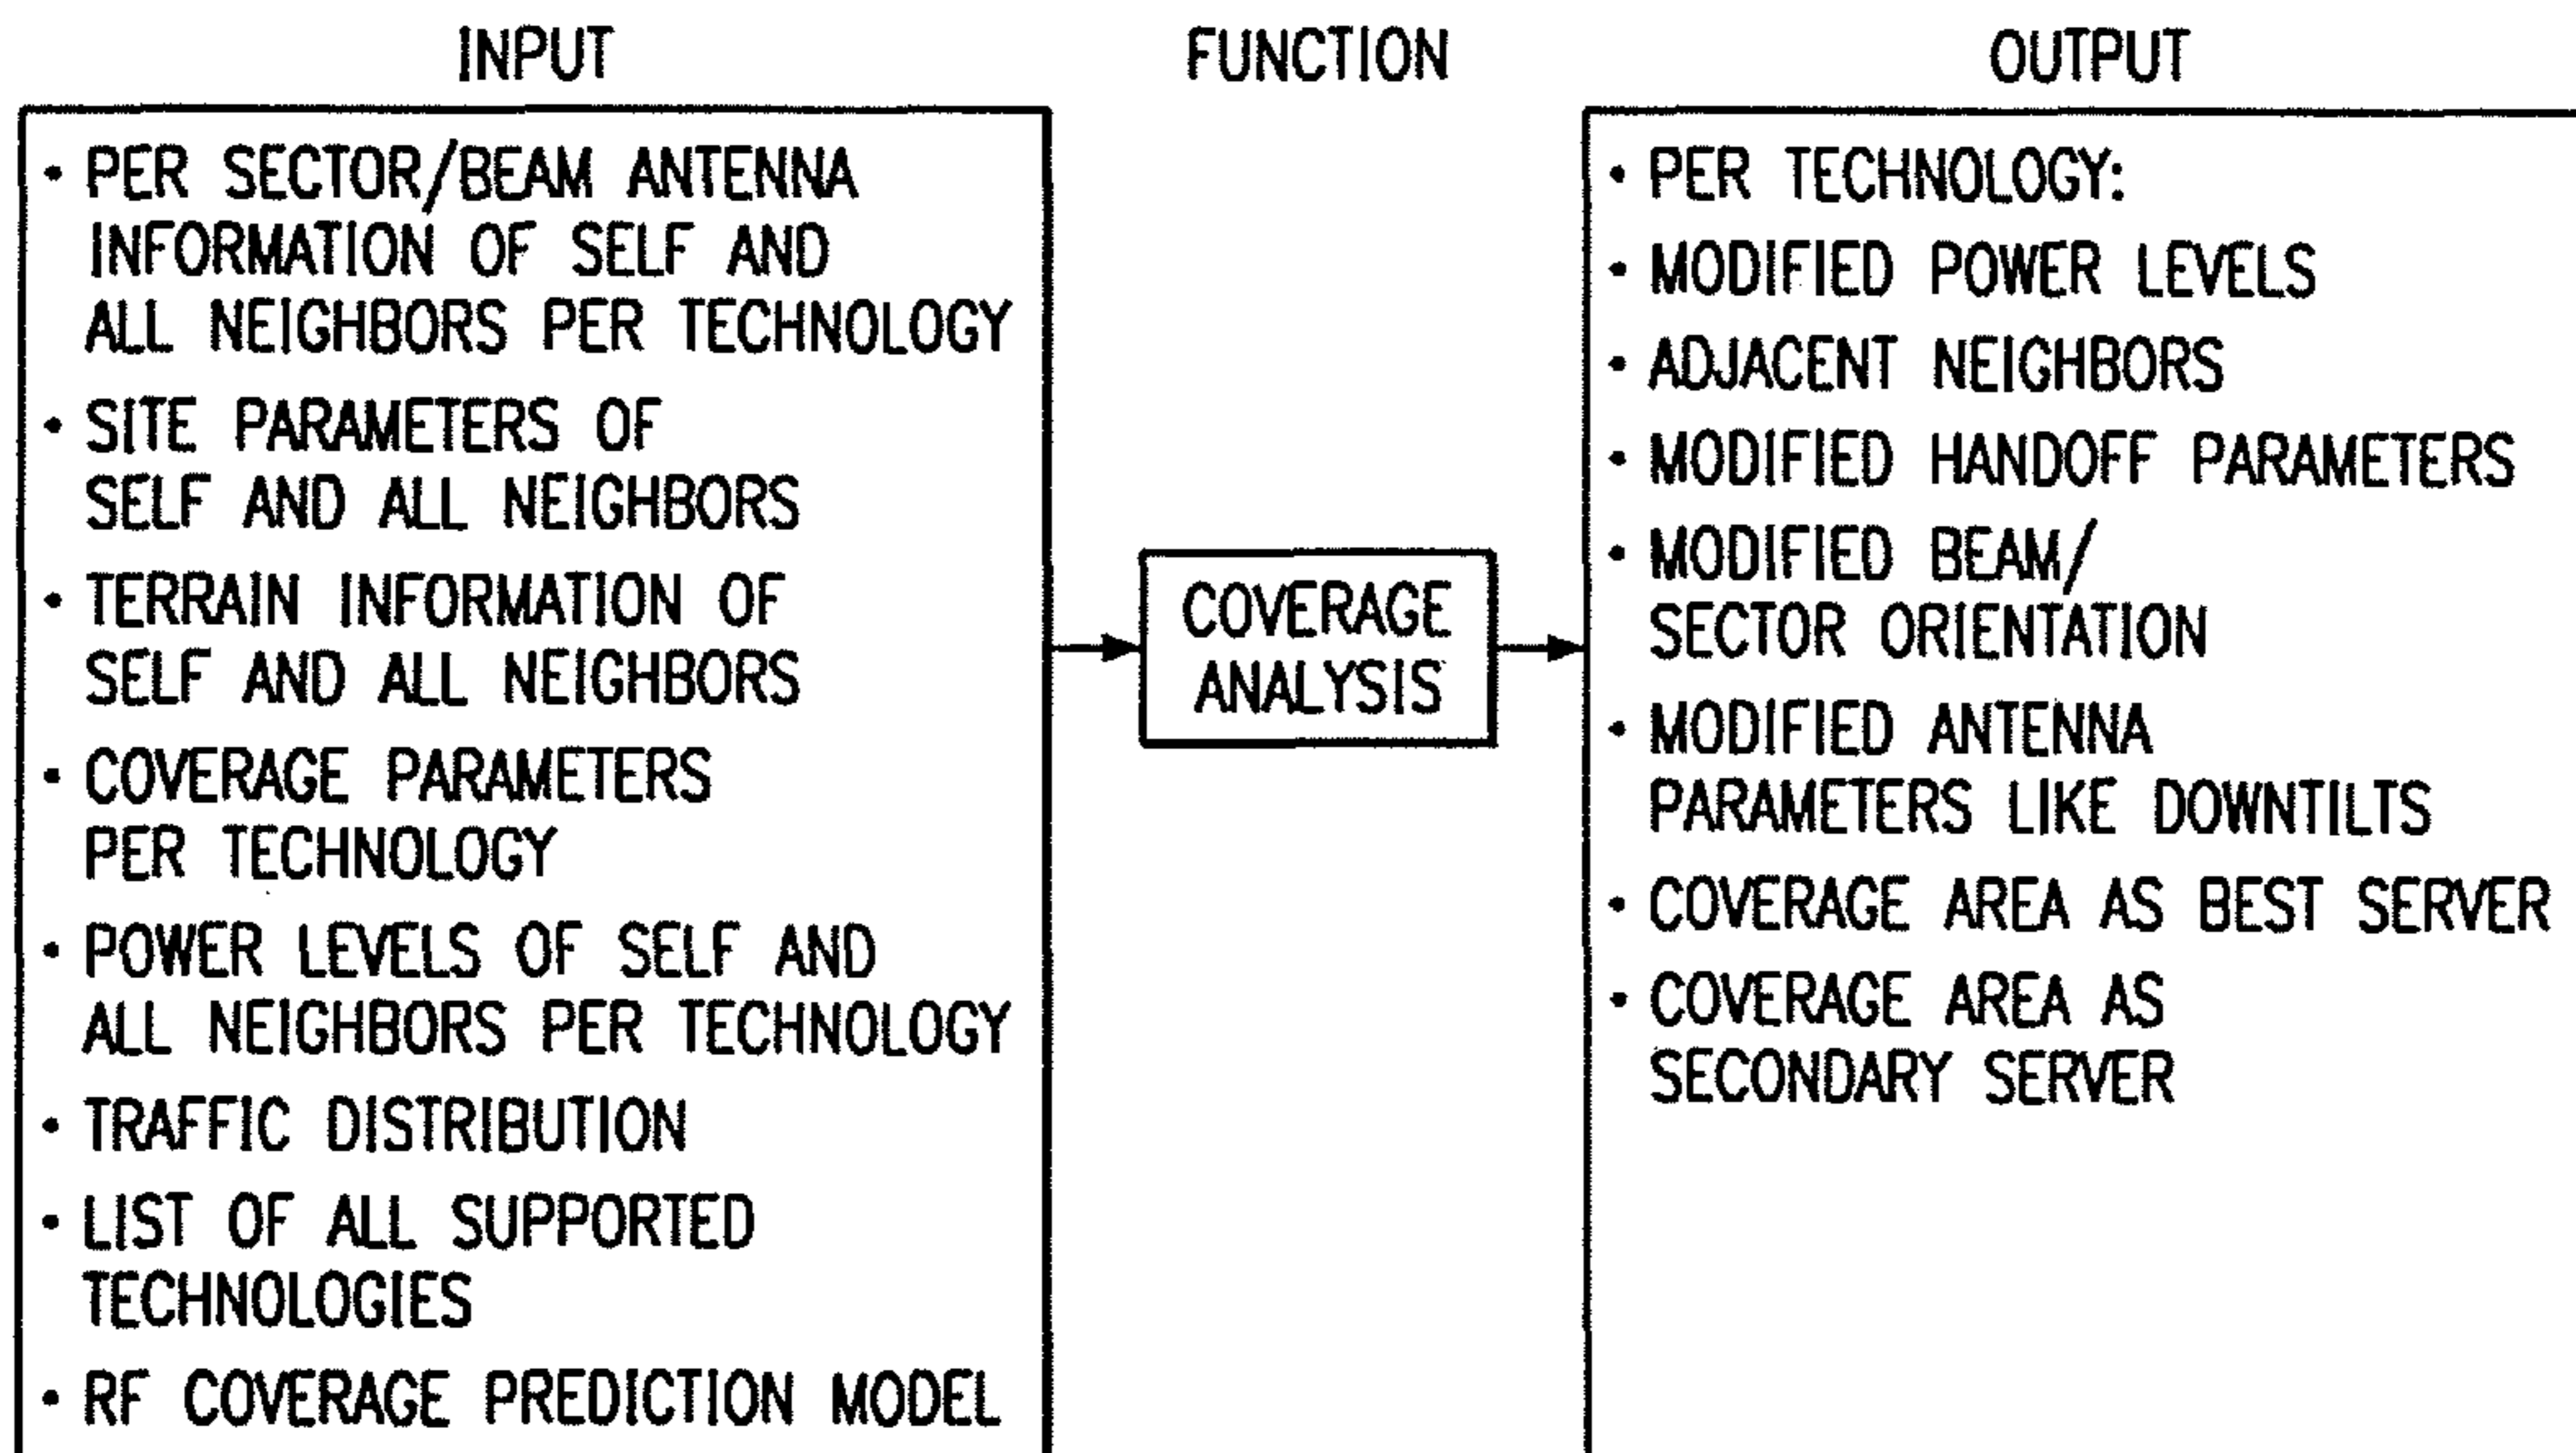 INPUT
• PER SECTOR/BEAM ANTENNA
INFORMATION OF SELF AND
ALL NEIGHBORS PER TECHNOLOGY
• SITE PARAMETERS OF
SELF AND ALL NEIGHBORS
• TERRAIN INFORMATION OF
SELF AND ALL NEIGHBORS
• COVERAGE PARAMETERS
PER TECHNOLOGY
• POWER LEVELS OF SELF AND
ALL NEIGHBORS PER TECHNOLOGY
• TRAFFIC DISTRIBUTION
• LIST OF ALL SUPPORTED
TECHNOLOGIES
• RF COVERAGE PREDICTION MODEL
FUNCTION
COVERAGE
ANALYSIS
OUTPUT
• PER TECHNOLOGY:
• MODIFIED POWER LEVELS
• ADJACENT NEIGHBORS
• MODIFIED HANDOFF PARAMETERS
• MODIFIED BEAM/
SECTOR ORIENTATION
• MODIFIED ANTENNA
PARAMETERS LIKE DOWNTILTS
• COVERAGE AREA AS BEST SERVER
• COVERAGE AREA AS
SECONDARY SERVER